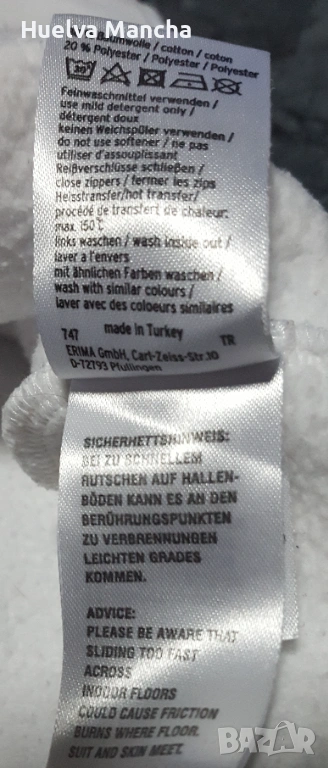 Huelva Mancha
/ cotton / coton
20 % Polyester / Polyester / Polyester
30°
Feinwaschmittel verwenden /
use mild detergent only /
détergent doux
keinen Weichspüler verwenden /
do not use softener / ne pas
utiliser d'assouplissant
Reißverschlüsse schließen /
close zippers / fermer les zips
Heisstransfer/hot transfer/
procédé de transfert de chaleur:
max. 150°C
links waschen / wash inside out /
laver a l'envers
mit ähnlichen Farben waschen /
wash with similar colours /
laver avec des coloeurs similaires
747 made in Turkey TR
ERIMA GmbH, Carl-Zeiss-Str.10
D-72793 Pfullingen
SICHERHEITSHINWEIS:
BEI ZU SCHNELLEM
RUTSCHEN AUF HALLEN-
BÖDEN KANN ES AN DEN
BERÜHRUNGSPUNKTEN
ZU VERBRENNUNGEN
LEICHTEN GRADES
KOMMEN.
ADVICE:
PLEASE BE AWARE THAT
SLIDING TOO FAST
ACROSS
INDOOR FLOORS
COULD CAUSE FRICTION
BURNS WHERE FLOOR,
SUIT AND SKIN MEET.
BAZAR